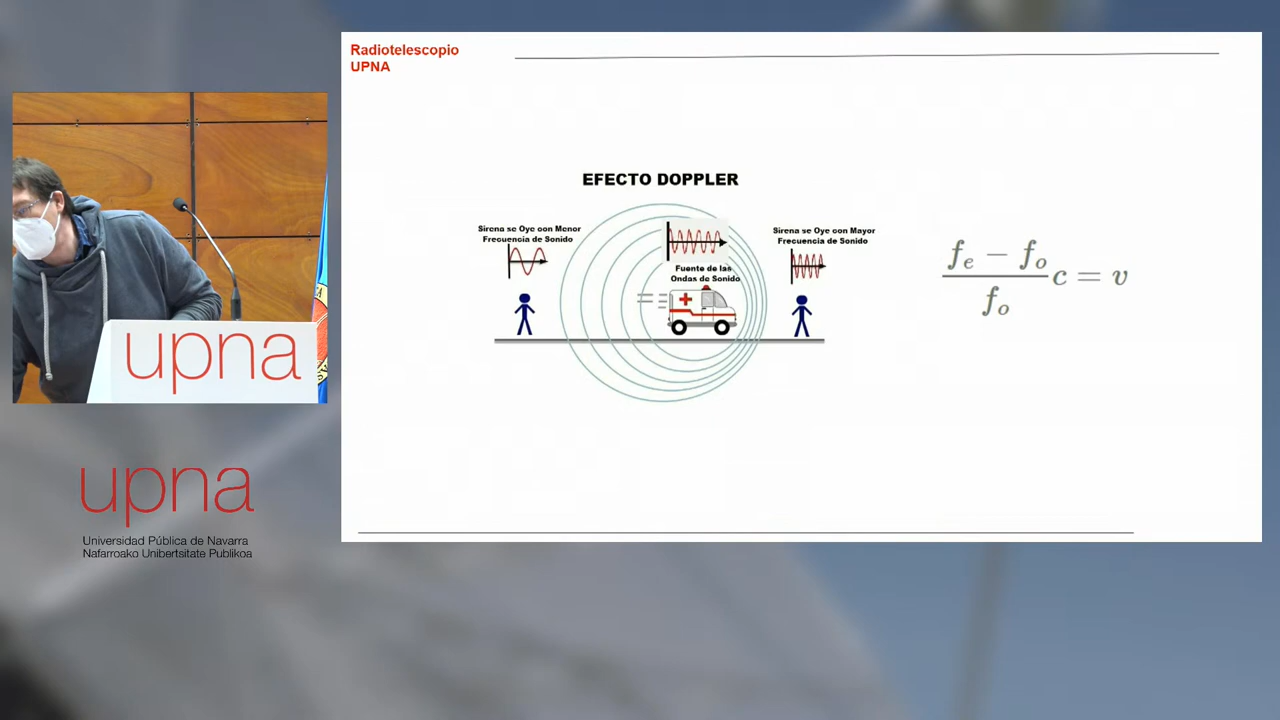 Radiotelescopio
UPNA
EFECTO DOPPLER
Sirena se Oye con Menor
Frecuencia de Sonido
Fuente de las
Ondas de Sonido
Sirena se Oye con Mayor
Frecuencia de Sonido
\frac{f_e - f_o}{f_o} c = v
upna
upna
Universidad Pública de Navarra
Nafarroako Unibertsitate Publikoa